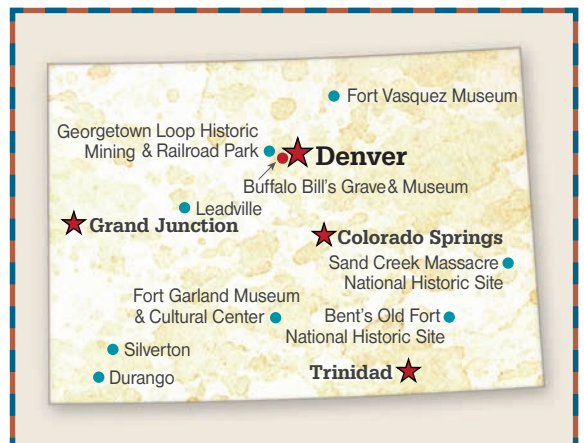 Fort Vasquez Museum
Georgetown Loop Historic
Mining & Railroad Park
Denver
Buffalo Bill's Grave & Museum
Leadville
Grand Junction
Colorado Springs
Sand Creek Massacre
National Historic Site
Fort Garland Museum
& Cultural Center
Bent's Old Fort
National Historic Site
Silverton
Trinidad
Durango